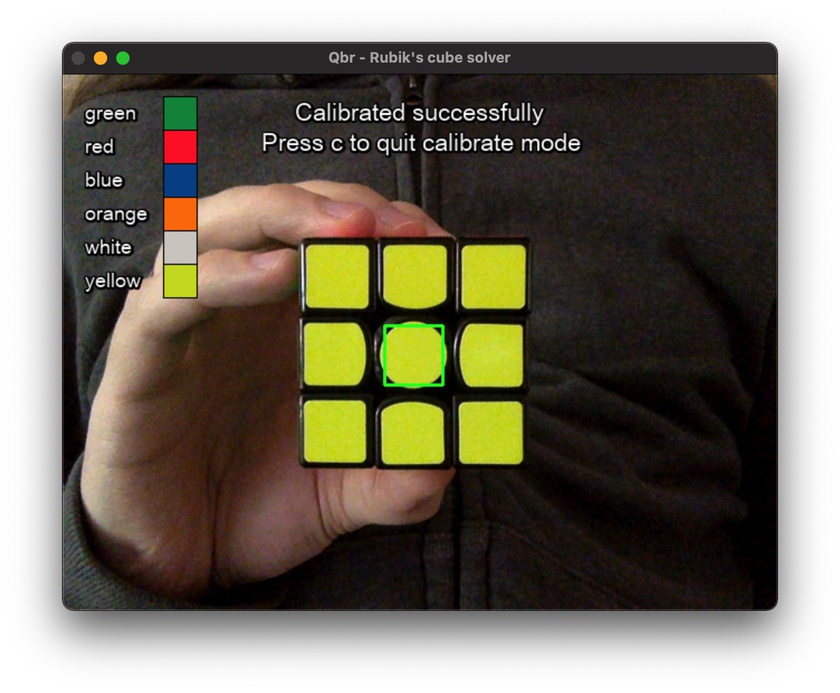 Qbr - Rubik's cube solver
Calibrated successfully
Press c to quit calibrate mode
green
red
blue
orange
white
yellow